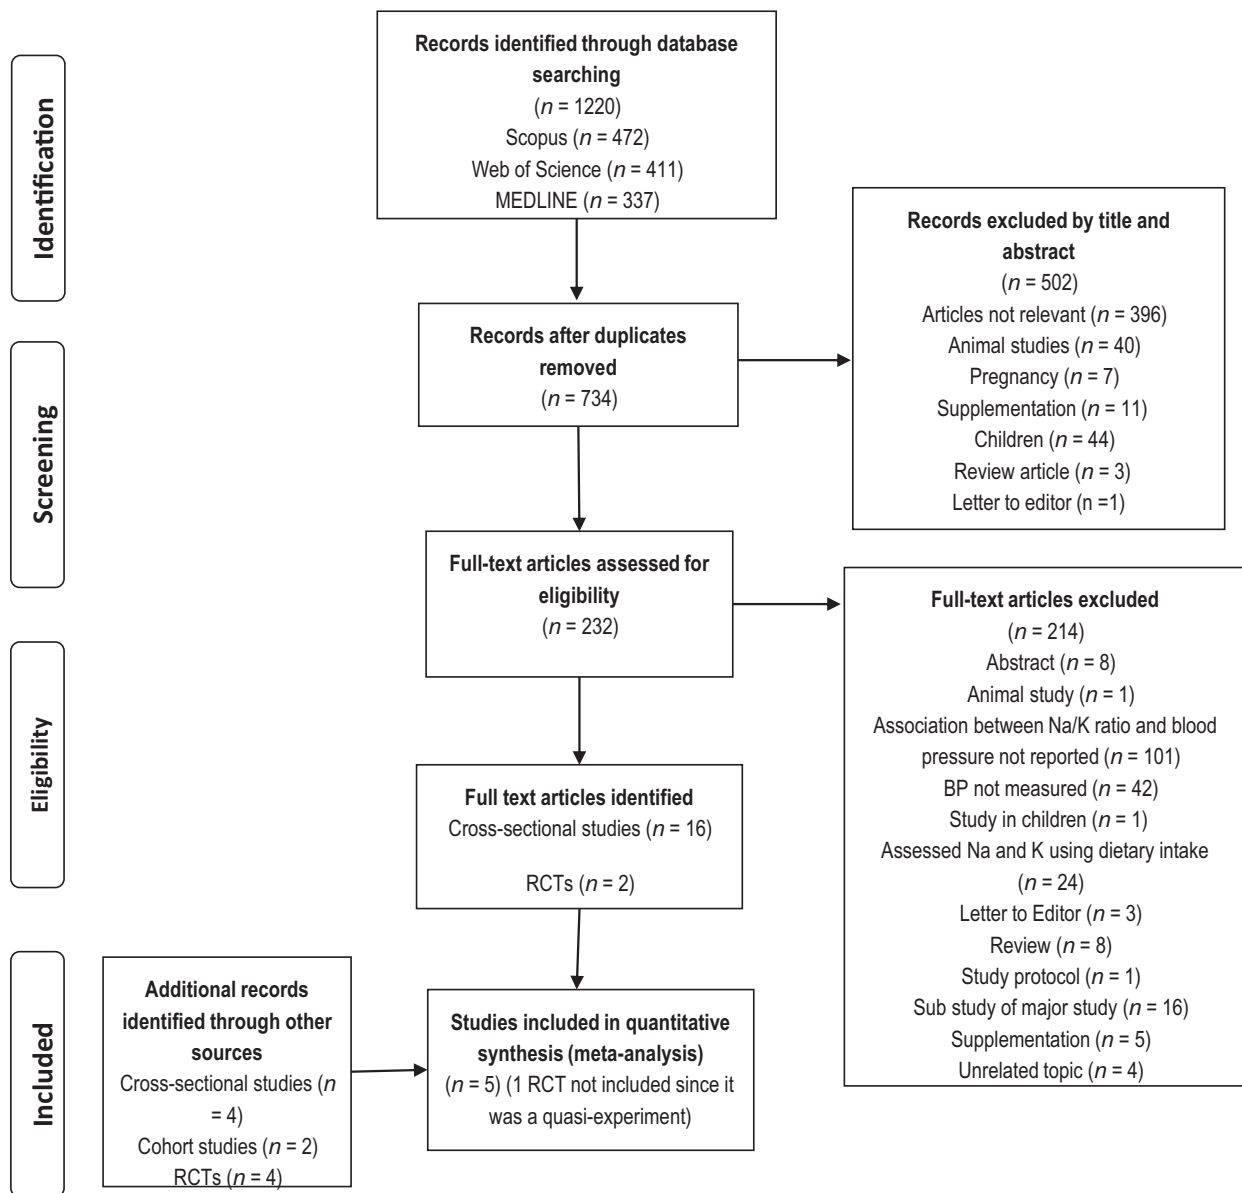 Identification
Records identified through database
searching
(n = 1220)
Scopus (n = 472)
Web of Science (n = 411)
MEDLINE (n = 337)
Records excluded by title and
abstract
(n = 502)
Articles not relevant (n = 396)
Animal studies (n = 40)
Pregnancy (n = 7)
Supplementation (n = 11)
Children (n = 44)
Review article (n = 3)
Letter to editor (n =1)
Screening
Records after duplicates
removed
(n = 734)
Full-text articles assessed for
eligibility
(n = 232)
Full-text articles excluded
(n = 214)
Abstract (n = 8)
Animal study (n = 1)
Association between Na/K ratio and blood
pressure not reported (n = 101)
BP not measured (n = 42)
Study in children (n = 1)
Assessed Na and K using dietary intake
(n = 24)
Letter to Editor (n = 3)
Review (n = 8)
Study protocol (n = 1)
Sub study of major study (n = 16)
Supplementation (n = 5)
Unrelated topic (n = 4)
Eligibility
Full text articles identified
Cross-sectional studies (n = 16)
RCTs (n = 2)
Included
Additional records
identified through other
sources
Cross-sectional studies (n
= 4)
Cohort studies (n = 2)
RCTs (n = 4)
Studies included in quantitative
synthesis (meta-analysis)
(n = 5) (1 RCT not included since it
was a quasi-experiment)